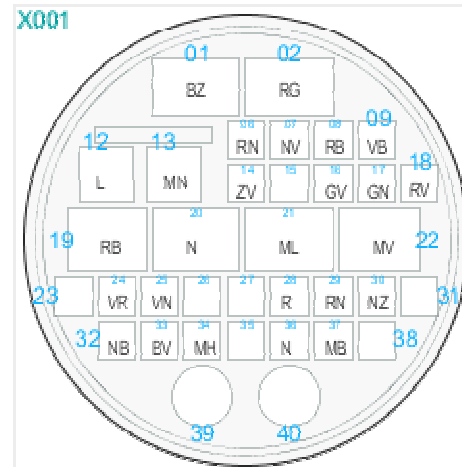 X001
01 02
BZ RG
06 07 08 09
RN NV RB VB
12 13
L MN
14 15 16 17 18
ZV GV GN RV
19 20 21 22
RB N ML MV
23 24 25 26 27 28 29 30 31
VR VN R RN NZ
32 33 34 35 36 37 38
NB BV MH N MB
39 40